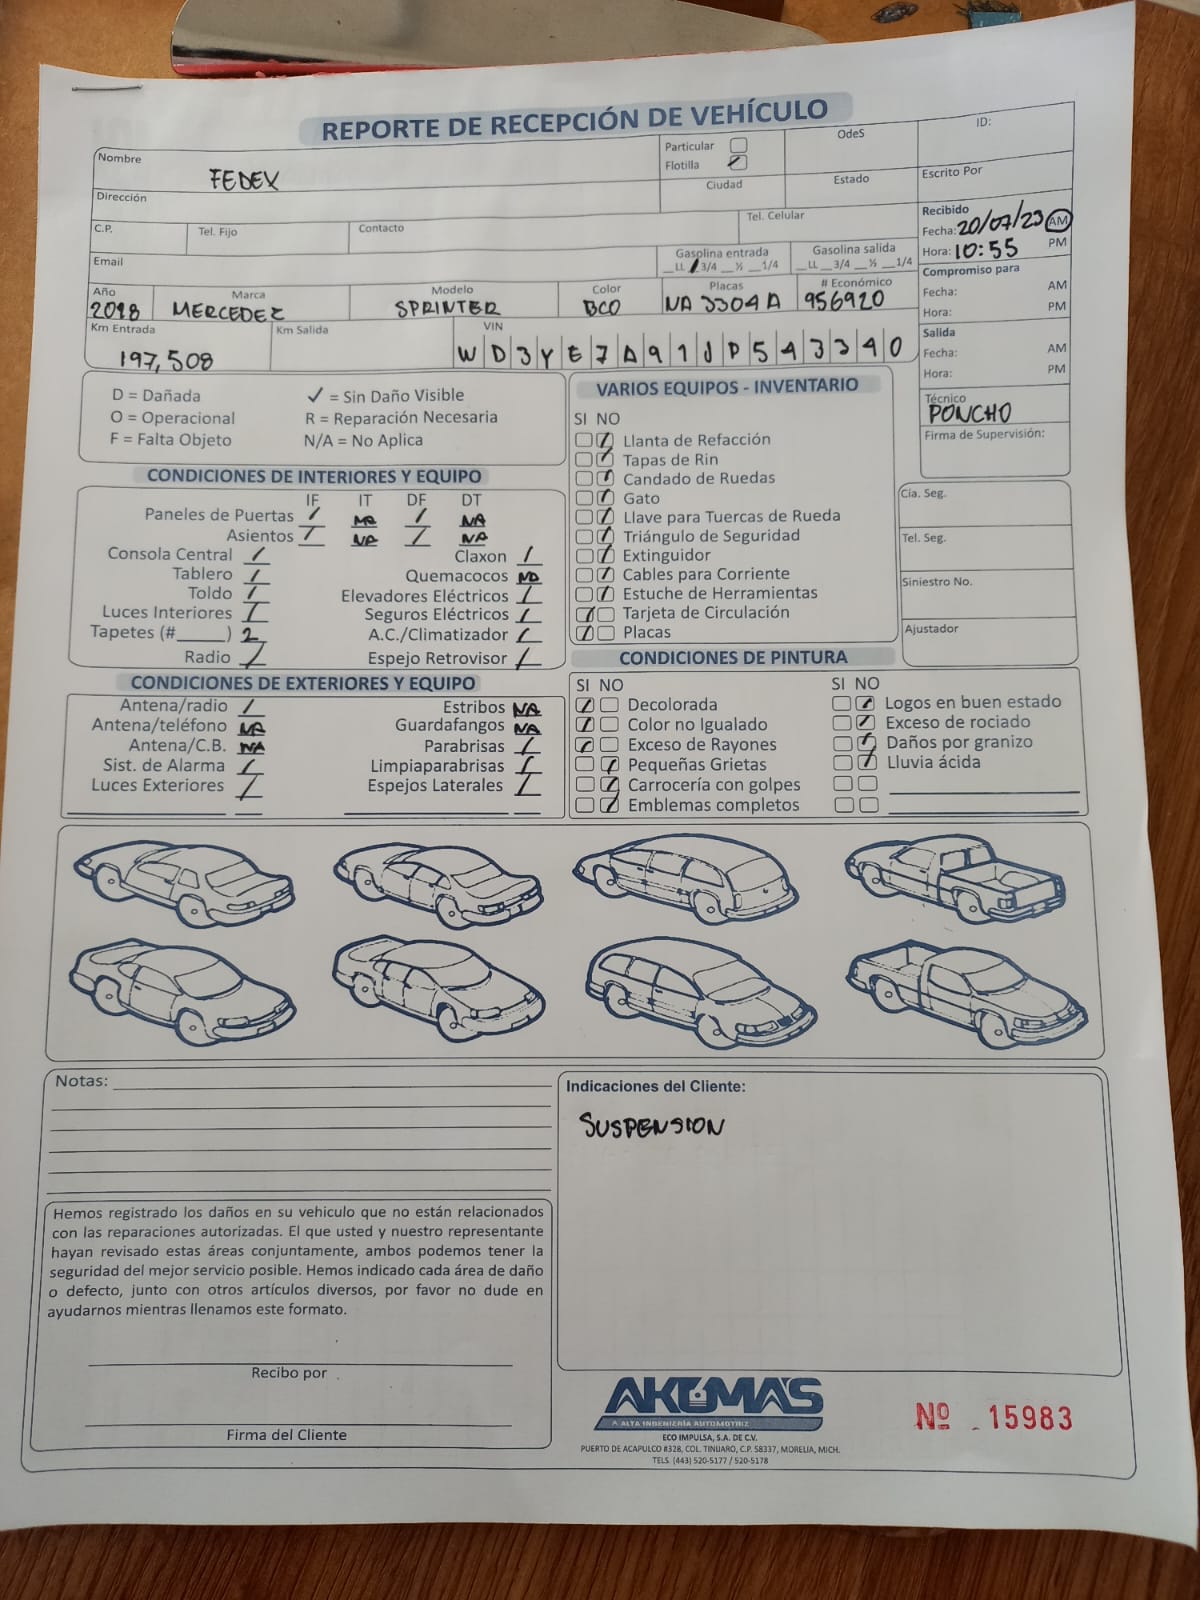 REPORTE DE RECEPCIÓN DE VEHÍCULO
Nombre FEDEX
Particular
Flotilla ✓
OdeS
ID:
Dirección
Ciudad
Estado
Escrito Por
C.P.
Tel. Fijo
Contacto
Tel. Celular
Recibido
Fecha: 20/07/23 AM
Hora: 10:55 PM
Email
Gasolina entrada
__LL __3/4 __½ __1/4
Gasolina salida
__LL __3/4 __½ __1/4
Compromiso para
Fecha: AM
Hora: PM
Año 2018
Marca MERCEDEZ
Modelo SPRINTER
Color BCO
Placas NA 3304 A
# Económico 956920
Km Entrada 197,508
Km Salida
VIN WD3YE7A91JP543340
Salida
Fecha: AM
Hora: PM
Técnico
PONCHO
Firma de Supervisión:
D = Dañada ✓ = Sin Daño Visible
O = Operacional R = Reparación Necesaria
F = Falta Objeto N/A = No Aplica
CONDICIONES DE INTERIORES Y EQUIPO
IF IT DF DT
Paneles de Puertas / NA / NA
Asientos / NA / NA
Consola Central / Claxon /
Tablero / Quemacocos NA
Toldo / Elevadores Eléctricos /
Luces Interiores / Seguros Eléctricos /
Tapetes (#_____) 2 A.C./Climatizador /
Radio / Espejo Retrovisor /
CONDICIONES DE EXTERIORES Y EQUIPO
Antena/radio / Estribos NA
Antena/teléfono NA Guardafangos NA
Antena/C.B. NA Parabrisas /
Sist. de Alarma / Limpiaparabrisas /
Luces Exteriores / Espejos Laterales /
VARIOS EQUIPOS - INVENTARIO
SI NO
Llanta de Refacción
Tapas de Rin
Candado de Ruedas
Gato
Llave para Tuercas de Rueda
Triángulo de Seguridad
Extinguidor
Cables para Corriente
Estuche de Herramientas
Tarjeta de Circulación
Placas
Cía. Seg.
Tel. Seg.
Siniestro No.
Ajustador
CONDICIONES DE PINTURA
SI NO SI NO
Decolorada Logos en buen estado
Color no Igualado Exceso de rociado
Exceso de Rayones Daños por granizo
Pequeñas Grietas Lluvia ácida
Carrocería con golpes
Emblemas completos
Notas:
Indicaciones del Cliente:
SUSPENSION
Hemos registrado los daños en su vehiculo que no están relacionados
con las reparaciones autorizadas. El que usted y nuestro representante
hayan revisado estas áreas conjuntamente, ambos podemos tener la
seguridad del mejor servicio posible. Hemos indicado cada área de daño
o defecto, junto con otros artículos diversos, por favor no dude en
ayudarnos mientras llenamos este formato.
Recibo por
Firma del Cliente
AKTMA'S
A ALTA INGENIERÍA AUTOMOTRIZ
ECO IMPULSA, S.A. DE C.V.
PUERTO DE ACAPULCO #328, COL. TINIJARO, C.P. 58337, MORELIA, MICH.
TELS. (443) 520-5177 / 520-5178
Nº 15983